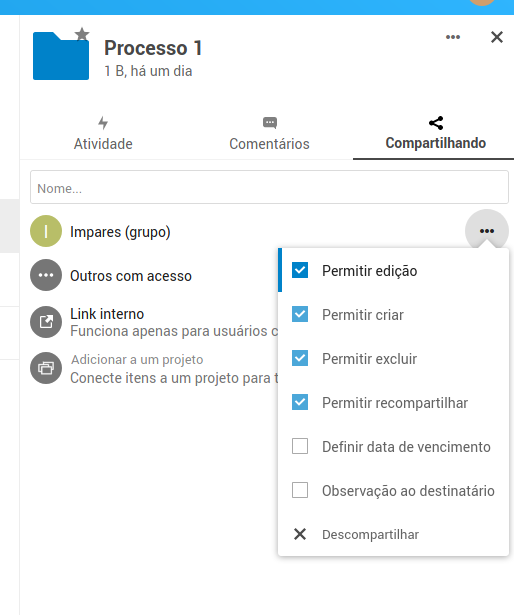 Processo 1
1 B, há um dia
Atividade
Comentários
Compartilhando
Nome...
I
Impares (grupo)
Outros com acesso
Link interno
Funciona apenas para usuários c
Adicionar a um projeto
Conecte itens a um projeto para t
Permitir edição
Permitir criar
Permitir excluir
Permitir recompartilhar
Definir data de vencimento
Observação ao destinatário
Descompartilhar